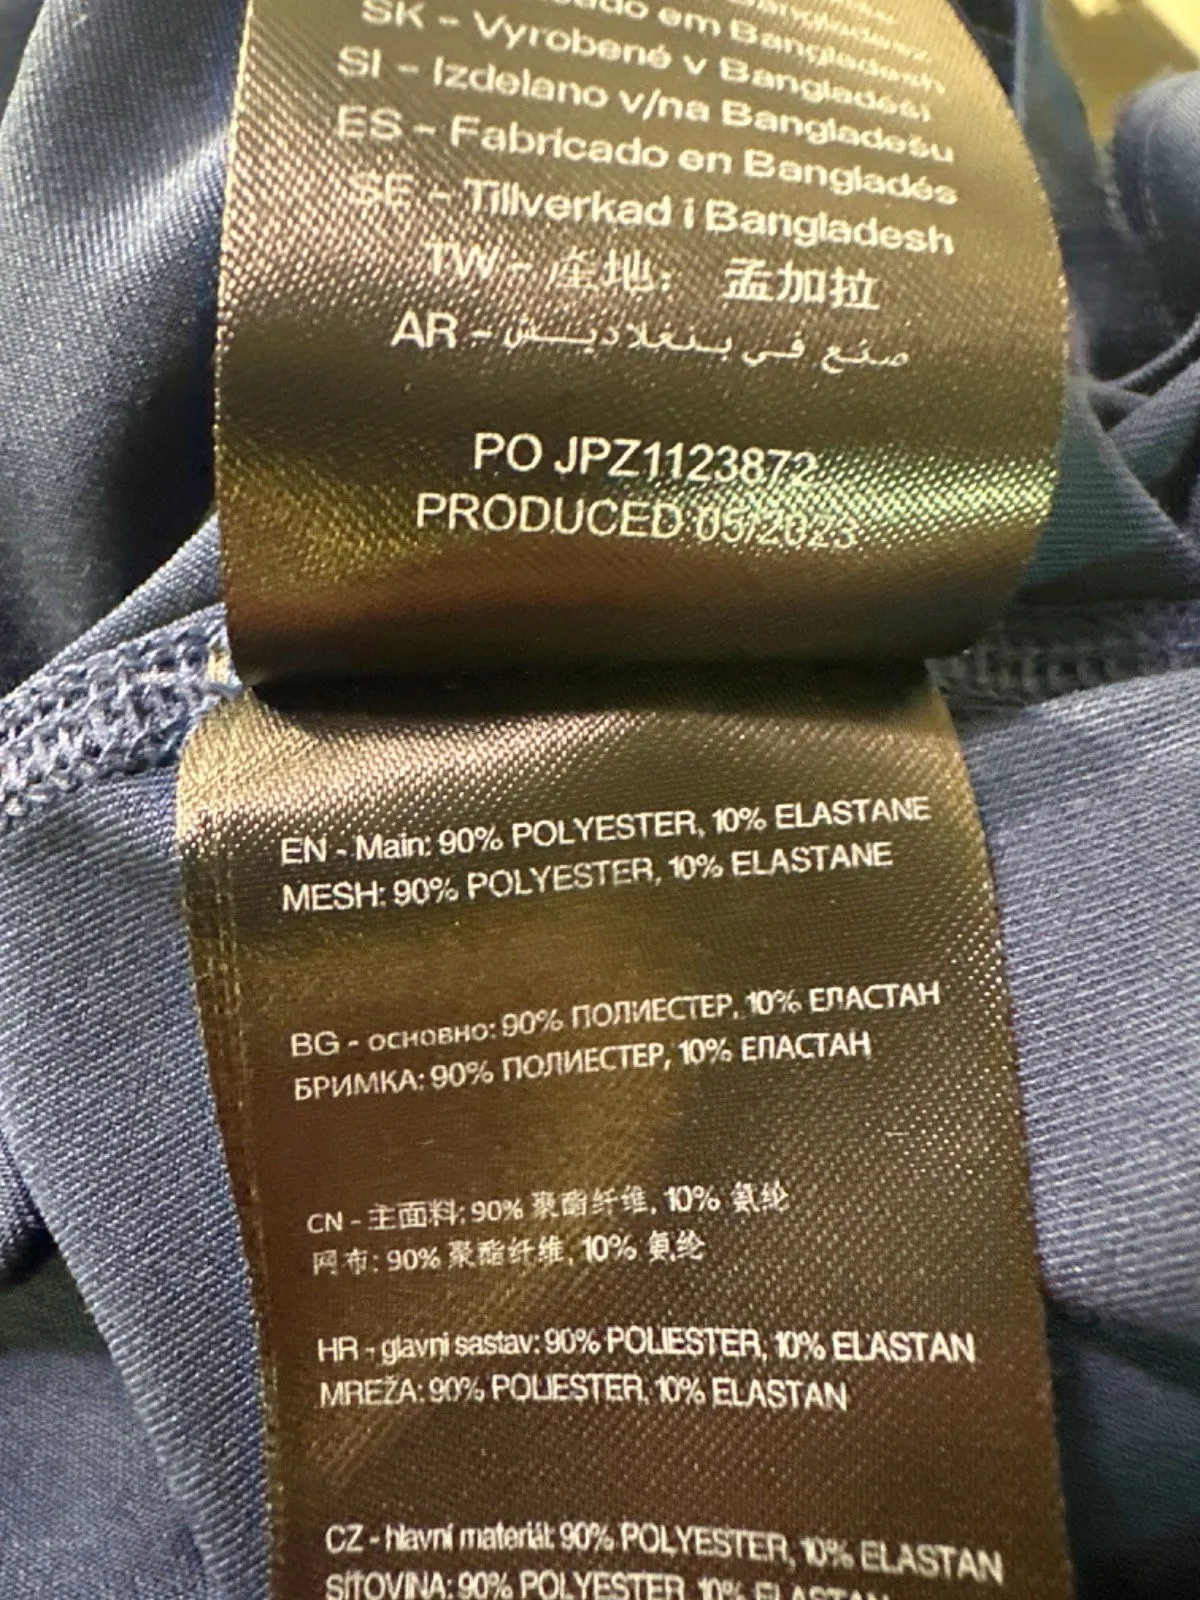 em Bangladesh
SK - Vyrobené v Bangladéši
SI - Izdelano v/na Bangladešu
ES - Fabricado en Bangladés
SE - Tillverkad i Bangladesh
TW - 產地: 孟加拉
AR - صنع في بنغلاديش
PO JPZ1123872
PRODUCED 05/2023
EN - Main: 90% POLYESTER, 10% ELASTANE
MESH: 90% POLYESTER, 10% ELASTANE
BG - основно: 90% ПОЛИЕСТЕР, 10% ЕЛАСТАН
БРИМКА: 90% ПОЛИЕСТЕР, 10% ЕЛАСТАН
CN - 主面料: 90% 聚酯纤维, 10% 氨纶
网布: 90% 聚酯纤维, 10% 氨纶
HR - glavni sastav: 90% POLIESTER, 10% ELASTAN
MREŽA: 90% POLIESTER, 10% ELASTAN
CZ - hlavní materiál: 90% POLYESTER, 10% ELASTAN
SÍŤOVINA: 90% POLYESTER, 10% ELASTAN